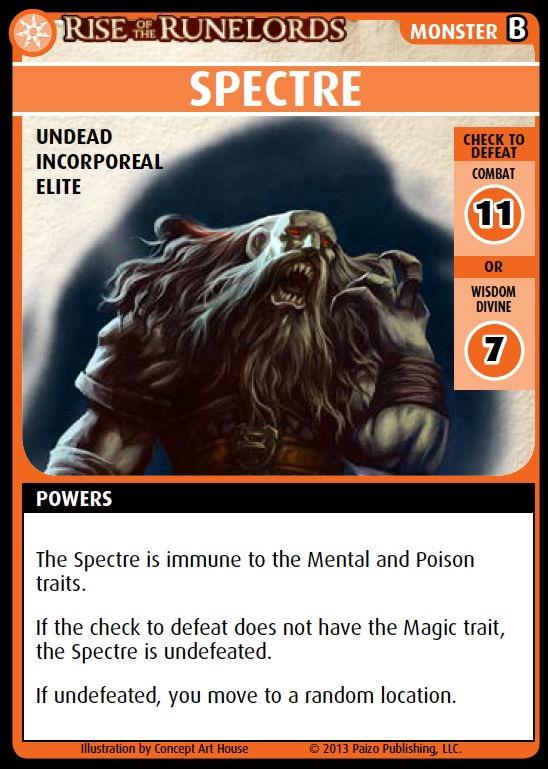 RISE OF THE RUNELORDS
MONSTER B
SPECTRE
UNDEAD
INCORPOREAL
ELITE
CHECK TO
DEFEAT
COMBAT
11
OR
WISDOM
DIVINE
7
POWERS
The Spectre is immune to the Mental and Poison
traits.
If the check to defeat does not have the Magic trait,
the Spectre is undefeated.
If undefeated, you move to a random location.
Illustration by Concept Art House © 2013 Paizo Publishing, LLC.